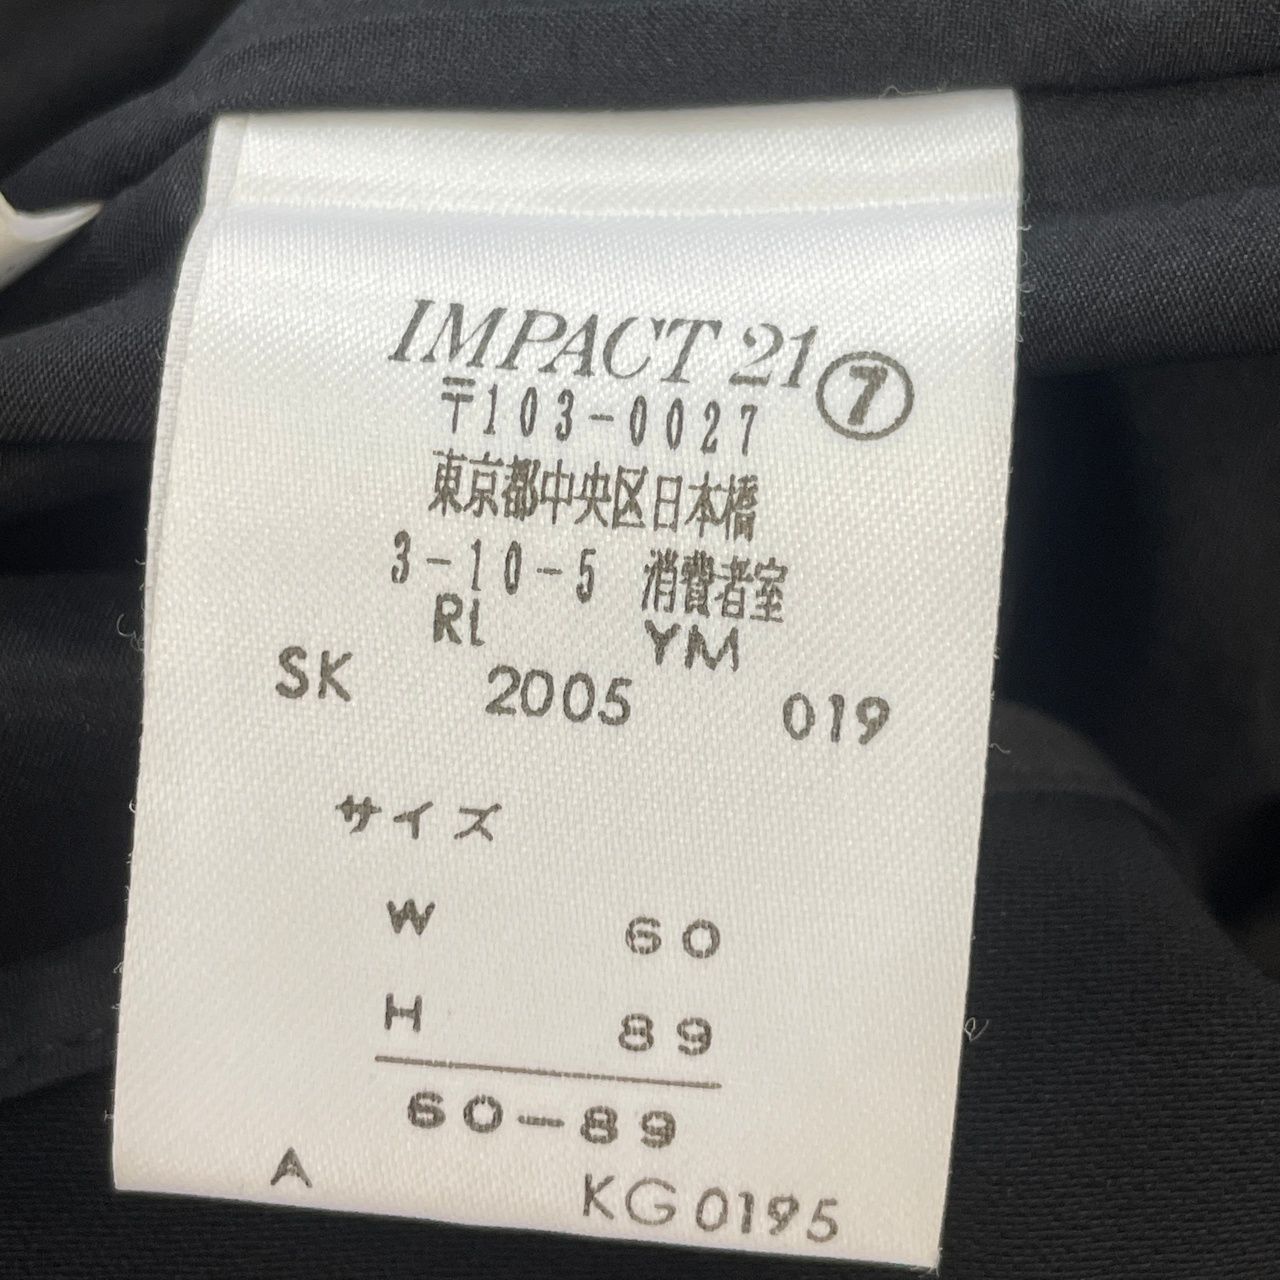 IMPACT 21 ⑦
〒103-0027
東京都中央区日本橋
3-10-5 消費者室
RL YM
SK 2005 019
サイズ
W 60
H 89
60-89
A KG0195